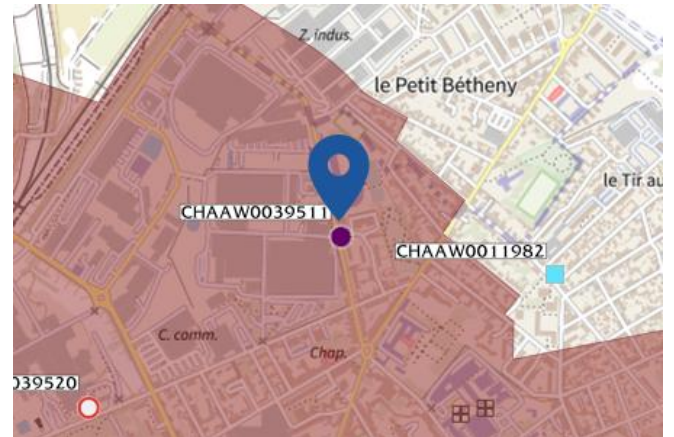 Z. indus.
le Petit Bétheny
le Tir au
CHAAW0039511
CHAAW0011982
C. comm.
Chap.
039520